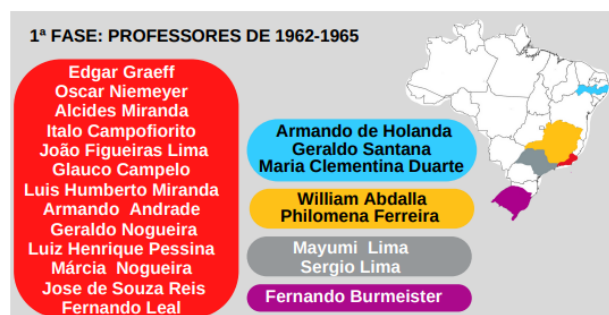 1ª FASE: PROFESSORES DE 1962-1965
Edgar Graeff
Oscar Niemeyer
Alcides Miranda
Italo Campofiorito
João Figueiras Lima
Glauco Campelo
Luis Humberto Miranda
Armando Andrade
Geraldo Nogueira
Luiz Henrique Pessina
Márcia Nogueira
Jose de Souza Reis
Fernando Leal
Armando de Holanda
Geraldo Santana
Maria Clementina Duarte
William Abdalla
Philomena Ferreira
Mayumi Lima
Sergio Lima
Fernando Burmeister